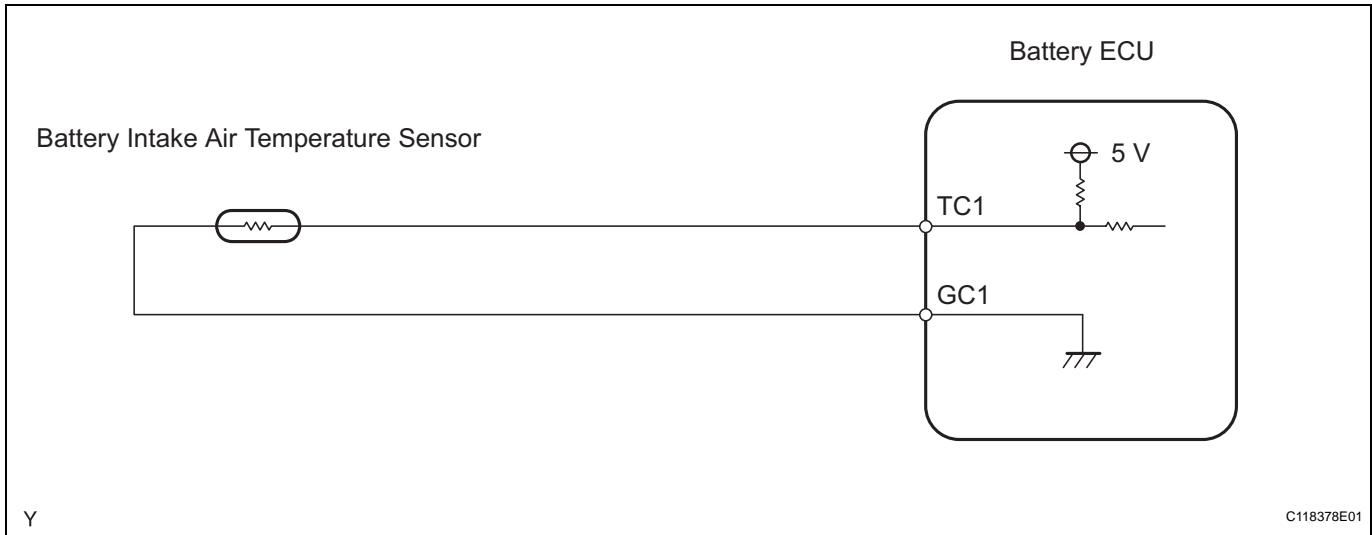 Battery ECU
Battery Intake Air Temperature Sensor
5 V
TC1
GC1
Y
C118378E01